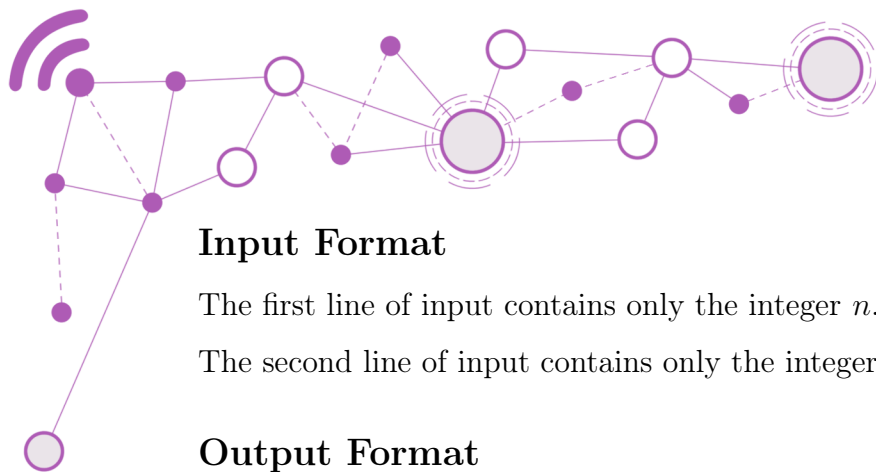 Input Format
The first line of input contains only the integer n.
The second line of input contains only the integer
Output Format